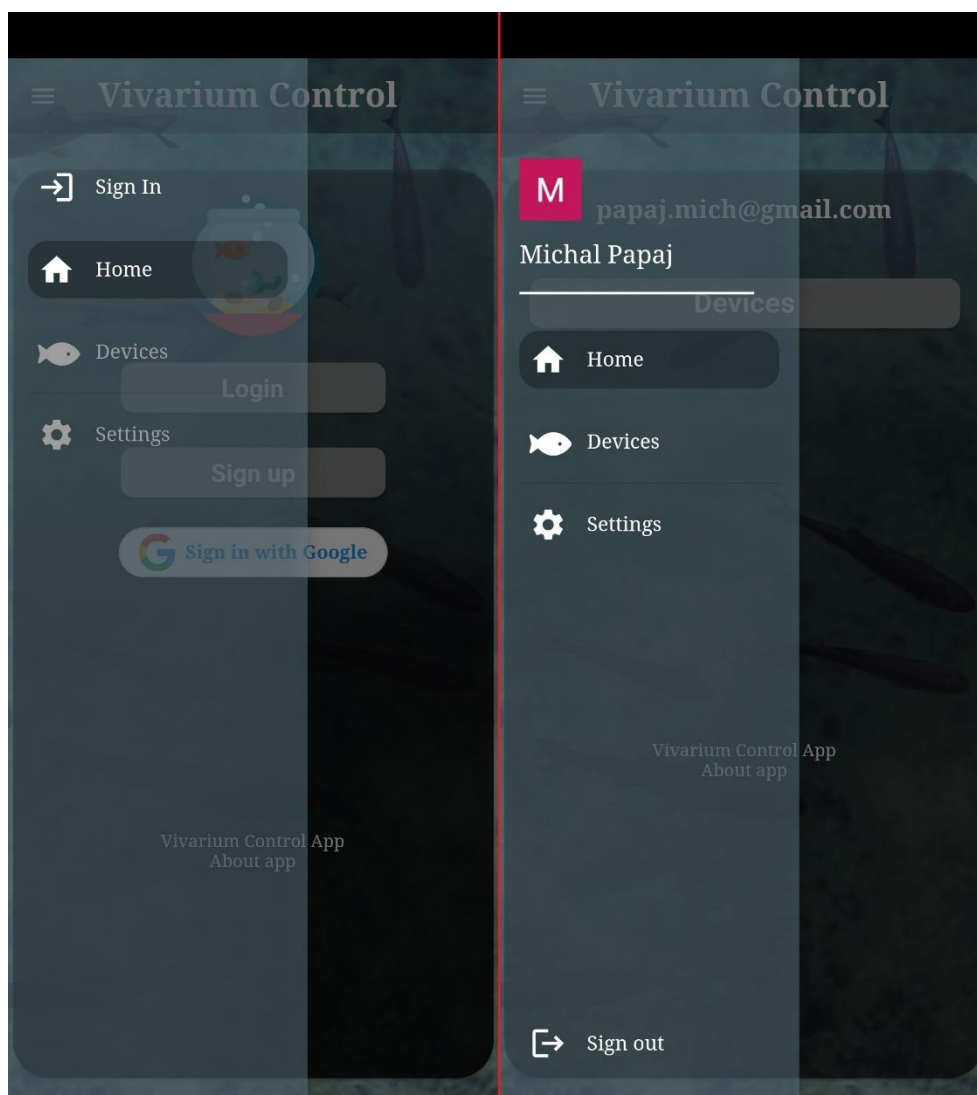 Vivarium Control
Sign In
Home
Devices
Login
Settings
Sign up
Sign in with Google
Vivarium Control App
About app
Vivarium Control
M
papaj.mich@gmail.com
Michal Papaj
Devices
Home
Devices
Settings
Vivarium Control App
About app
Sign out